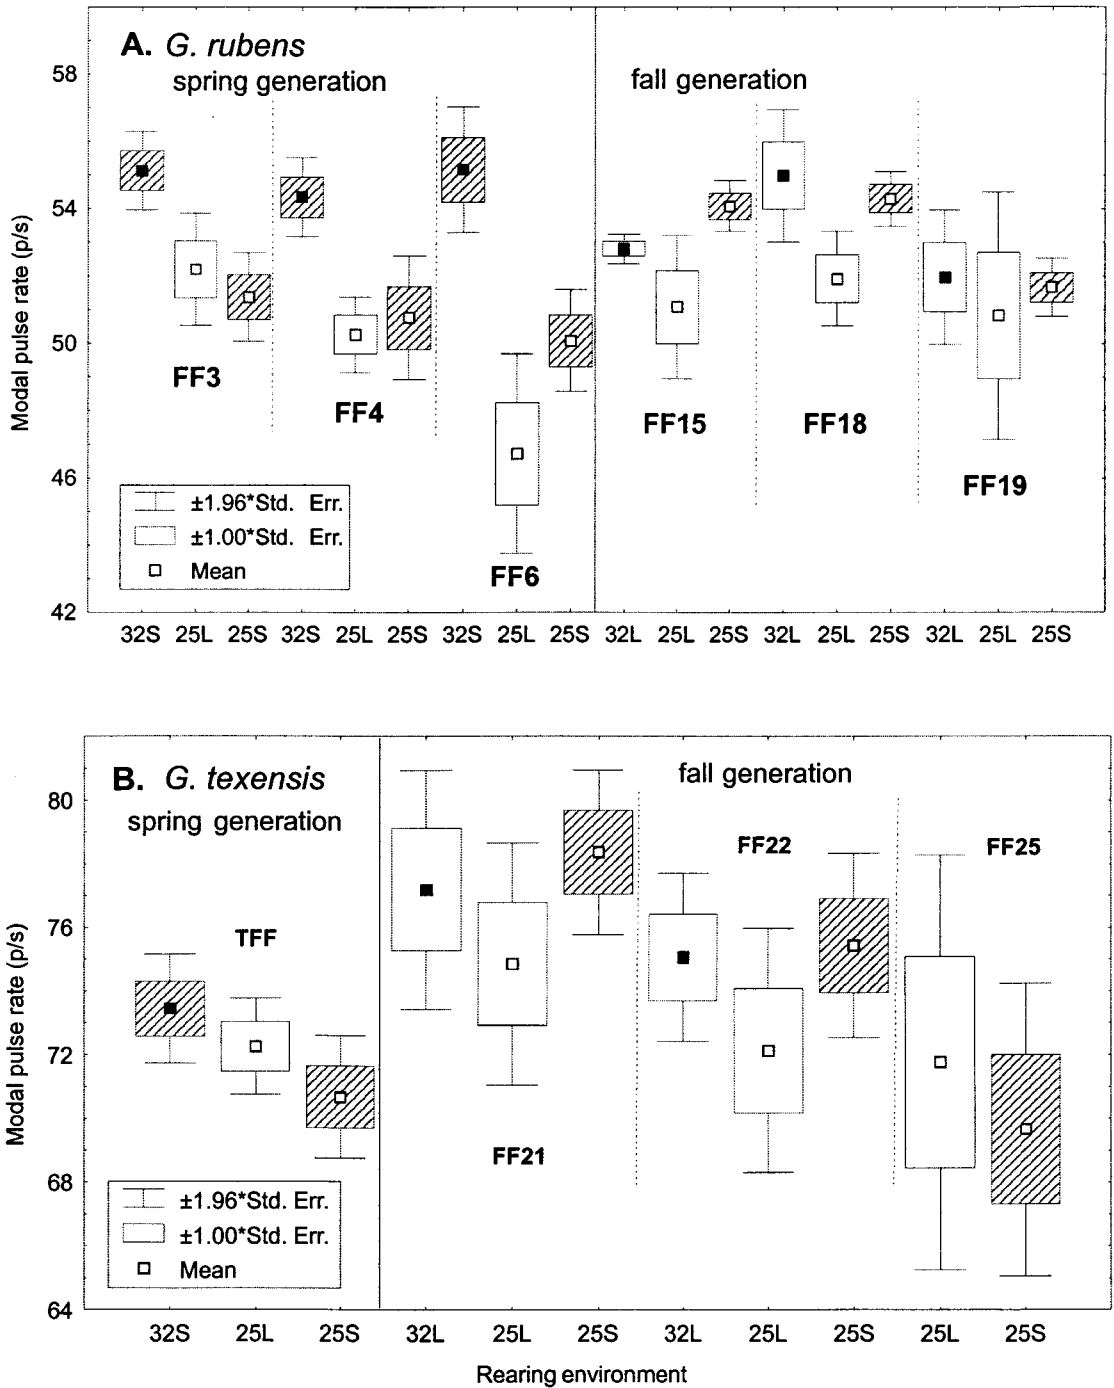 A. G. rubens
spring generation
fall generation
58
54
50
46
42
Modal pulse rate (p/s)
FF3
FF4
FF6
FF15
FF18
FF19
±1.96*Std. Err.
±1.00*Std. Err.
Mean
32S 25L 25S 32S 25L 25S 32S 25L 25S 32L 25L 25S 32L 25L 25S 32L 25L 25S
B. G. texensis
spring generation
fall generation
80
76
72
68
64
Modal pulse rate (p/s)
TFF
FF21
FF22
FF25
±1.96*Std. Err.
±1.00*Std. Err.
Mean
32S 25L 25S 32L 25L 25S 32L 25L 25S 25L 25S
Rearing environment